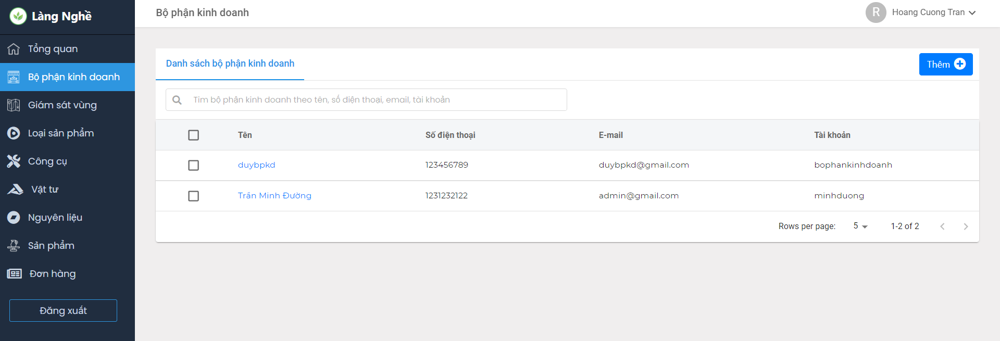 Làng Nghề
Tổng quan
Bộ phận kinh doanh
Giám sát vùng
Loại sản phẩm
Công cụ
Vật tư
Nguyên liệu
Sản phẩm
Đơn hàng
Đăng xuất
Bộ phận kinh doanh
R Hoang Cuong Tran
Danh sách bộ phận kinh doanh
Thêm
Tìm bộ phận kinh doanh theo tên, số điện thoại, email, tài khoản
Tên Số điện thoại E-mail Tài khoản
duybpkd 123456789 duybpkd@gmail.com bophankinhdoanh
Trần Minh Đường 1231232122 admin@gmail.com minhduong
Rows per page: 5 1-2 of 2